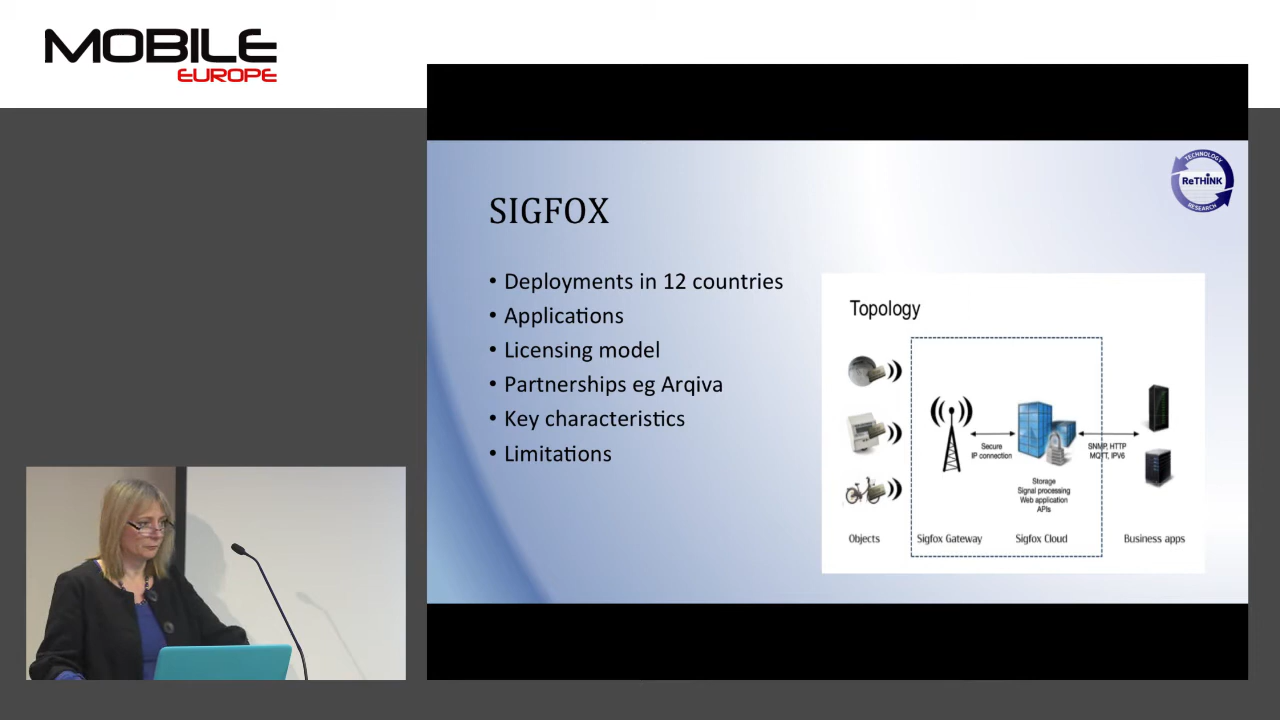 MOBILE
EUROPE
TECHNOLOGY
ReTHINK
RESEARCH
SIGFOX
• Deployments in 12 countries
• Applications
• Licensing model
• Partnerships eg Arqiva
• Key characteristics
• Limitations
Topology
Secure
IP connection
SNMP, HTTP
MQTT, IPV6
Storage
Signal processing
Web application
APIs
Objects
Sigfox Gateway
Sigfox Cloud
Business apps